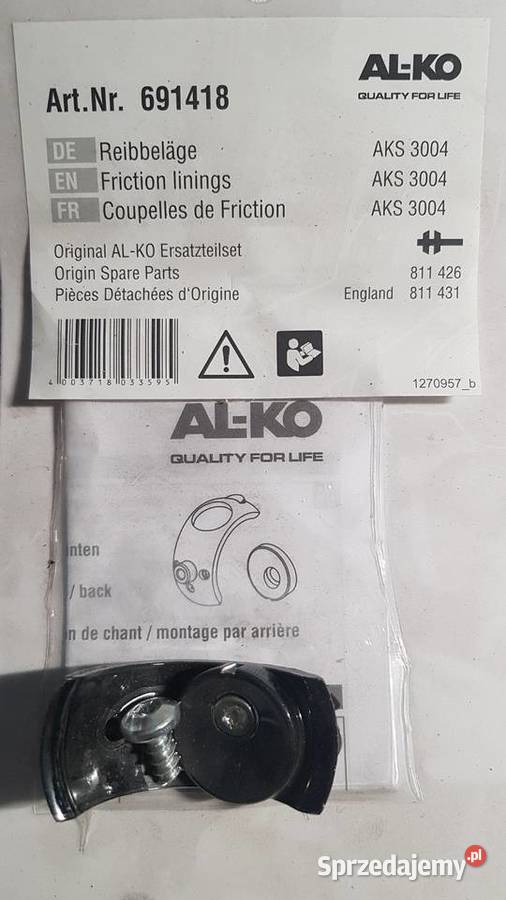 AL-KO
QUALITY FOR LIFE
Art.Nr. 691418
DE Reibbeläge AKS 3004
EN Friction linings AKS 3004
FR Coupelles de Friction AKS 3004
Original AL-KO Ersatzteilset
Origin Spare Parts 811 426
Pièces Détachées d'Origine England 811 431
4 003718 033595
1270957_b
AL-KO
QUALITY FOR LIFE
nten
/ back
n de chant / montage par arrière
Sprzedajemy.pl